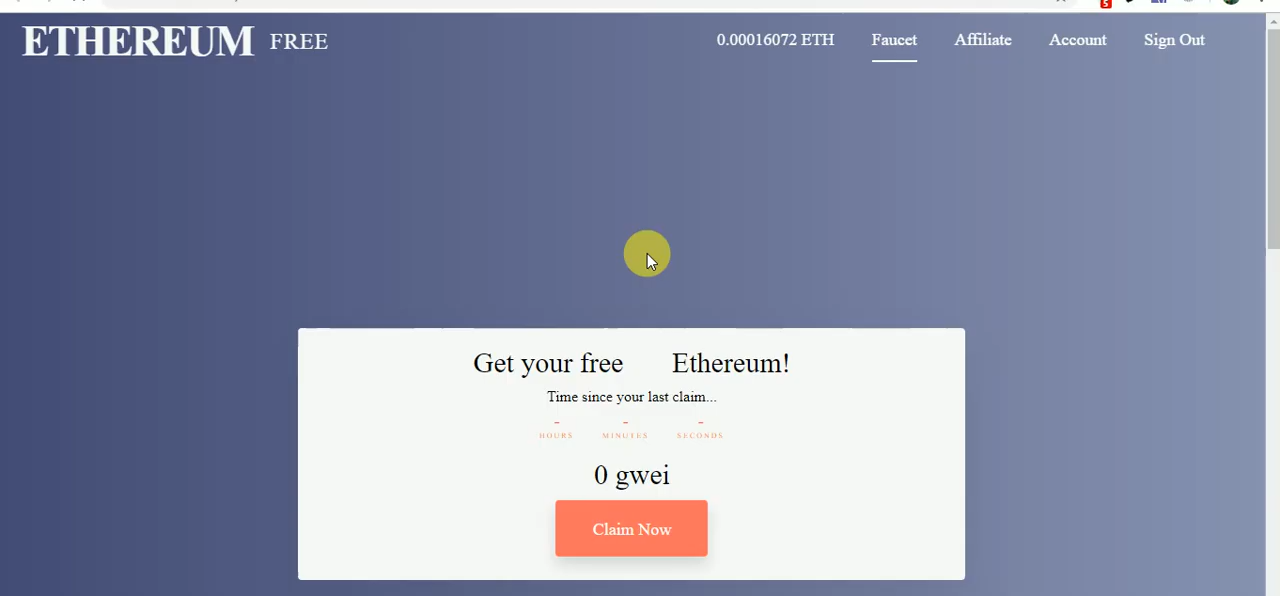 ETHEREUM FREE
0.00016072 ETH Faucet Affiliate Account Sign Out
Get your free Ethereum!
Time since your last claim...
- - -
HOURS MINUTES SECONDS
0 gwei
Claim Now